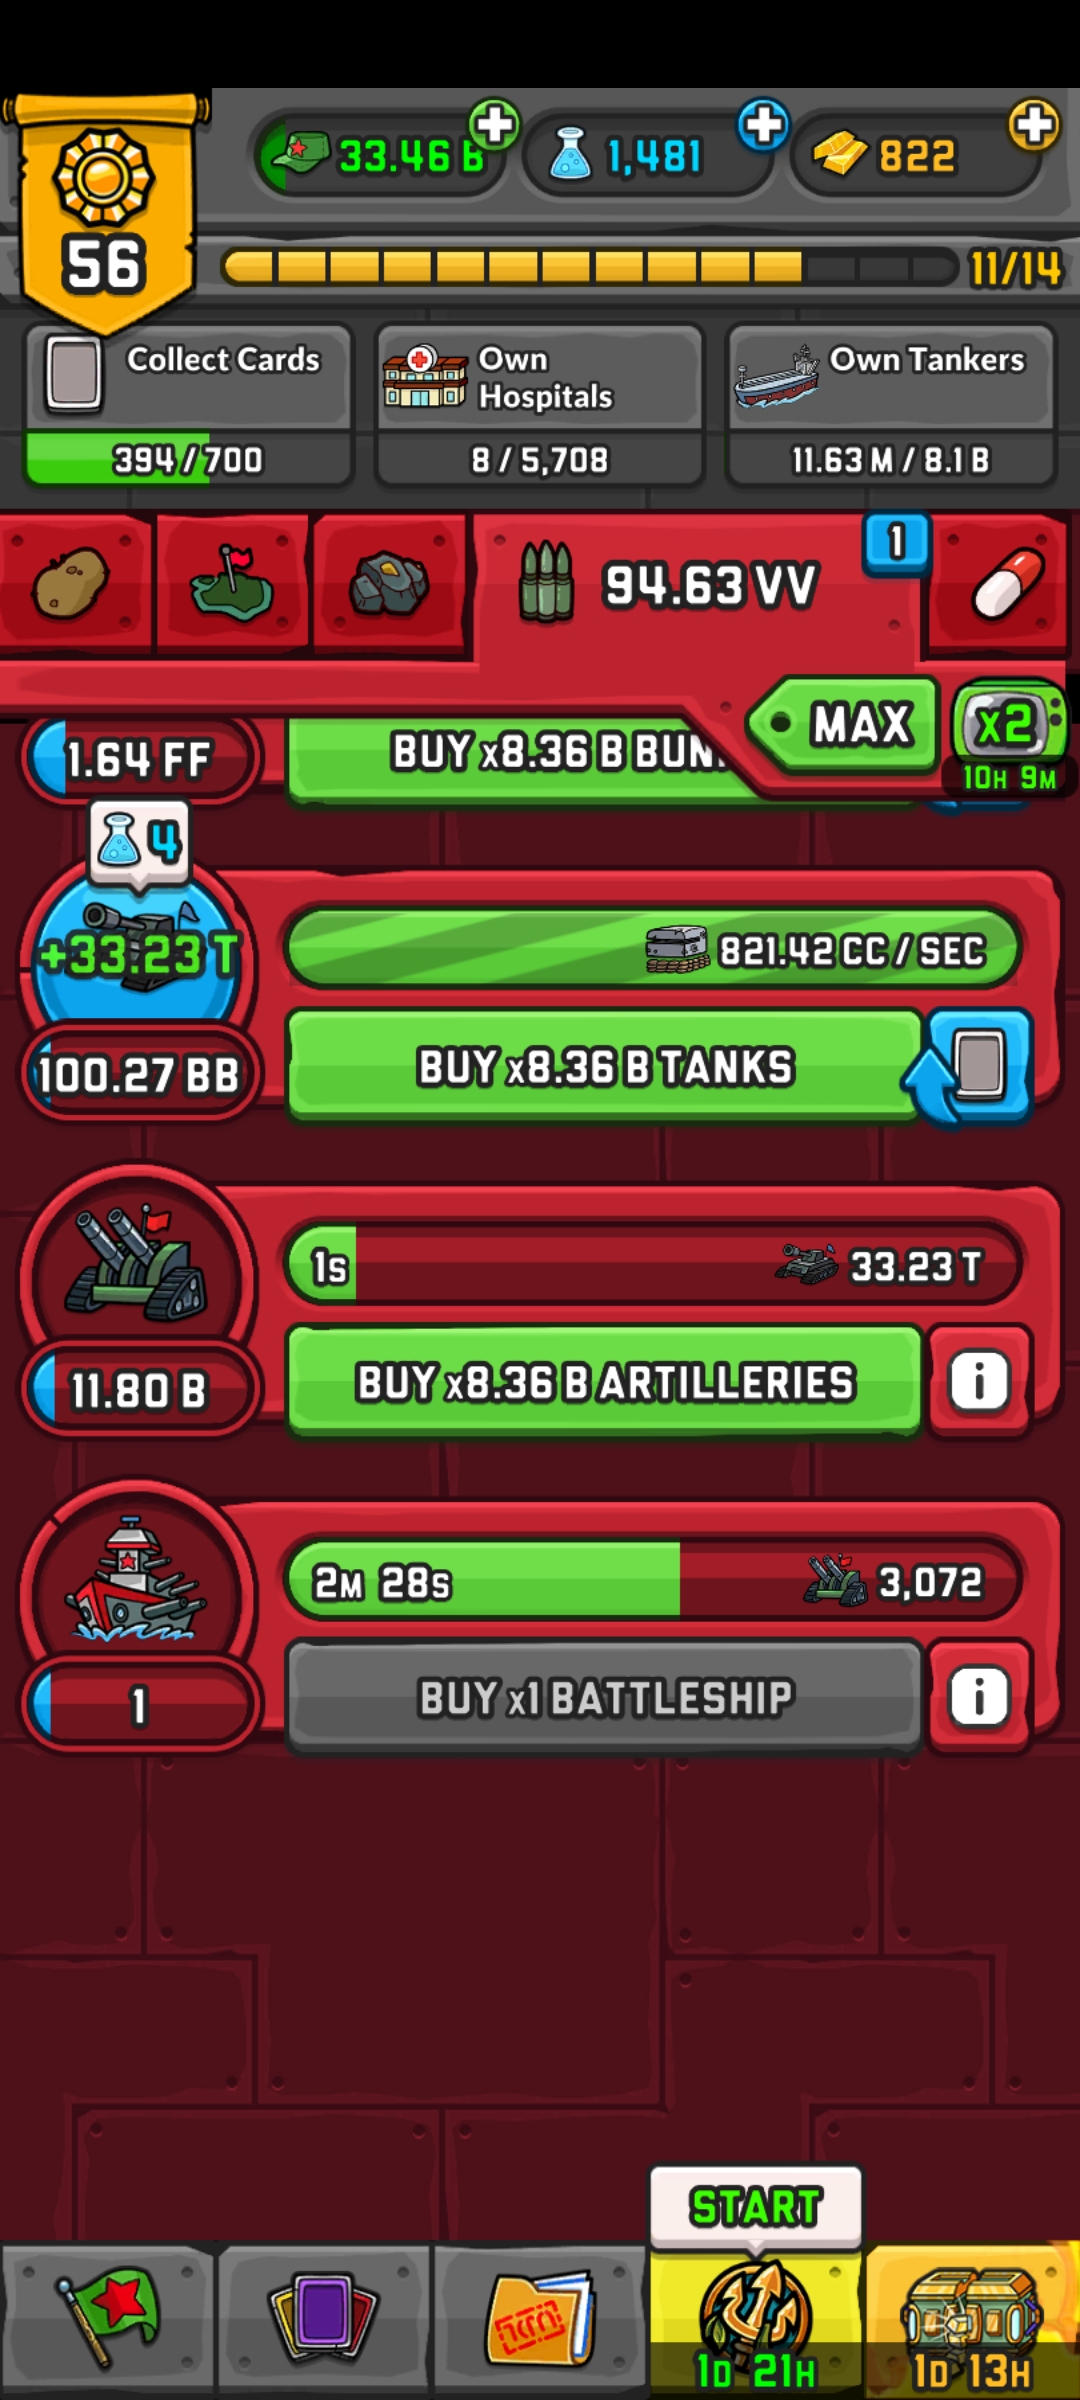 56
33.46 B
1,481
822
11/14
Collect Cards
394/700
Own
Hospitals
8/5,708
Own Tankers
11.63 M/8.1 B
94.63 VV
1
MAX
x2
10H 9M
1.64 FF
BUY x8.36 B BUN.
4
+33.23 T
821.42 CC/SEC
100.27 BB
BUY x8.36 B TANKS
1s
33.23 T
11.80 B
BUY x8.36 B ARTILLERIES
i
2M 28s
3,072
1
BUY x1 BATTLESHIP
i
START
1D 21H
1D 13H